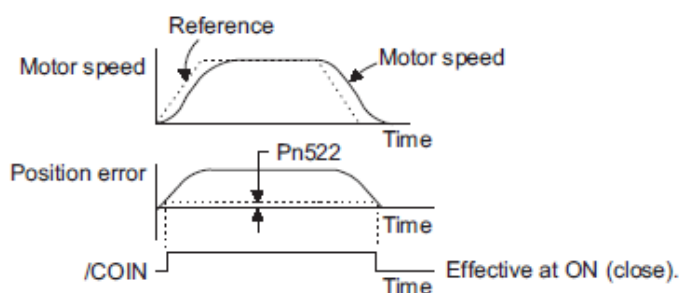 Reference
Motor speed
Motor speed
Time
Pn522
Position error
Time
/COIN
Effective at ON (close).
Time